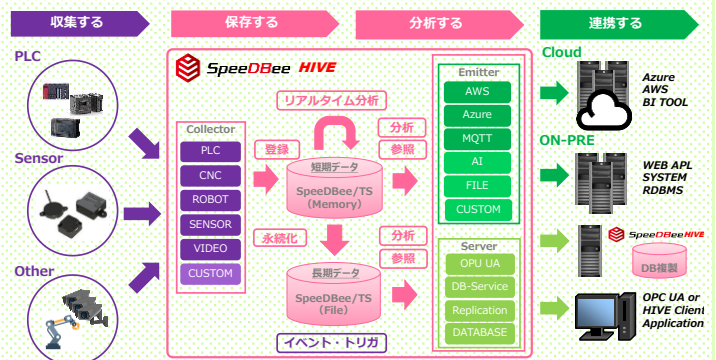 収集する
保存する
分析する
連携する
PLC
Sensor
Other
SpeeDBee HIVE
リアルタイム分析
Collector
PLC
CNC
ROBOT
SENSOR
VIDEO
CUSTOM
登録
短期データ
SpeeDBee/TS
(Memory)
分析
参照
永続化
長期データ
SpeeDBee/TS
(File)
分析
参照
イベント・トリガ
Emitter
AWS
Azure
MQTT
AI
FILE
CUSTOM
Server
OPU UA
DB-Service
Replication
DATABASE
Cloud
Azure
AWS
BI TOOL
ON-PRE
WEB APL
SYSTEM
RDBMS
SpeeDBee HIVE
DB複製
OPC UA or
HIVE Client
Application